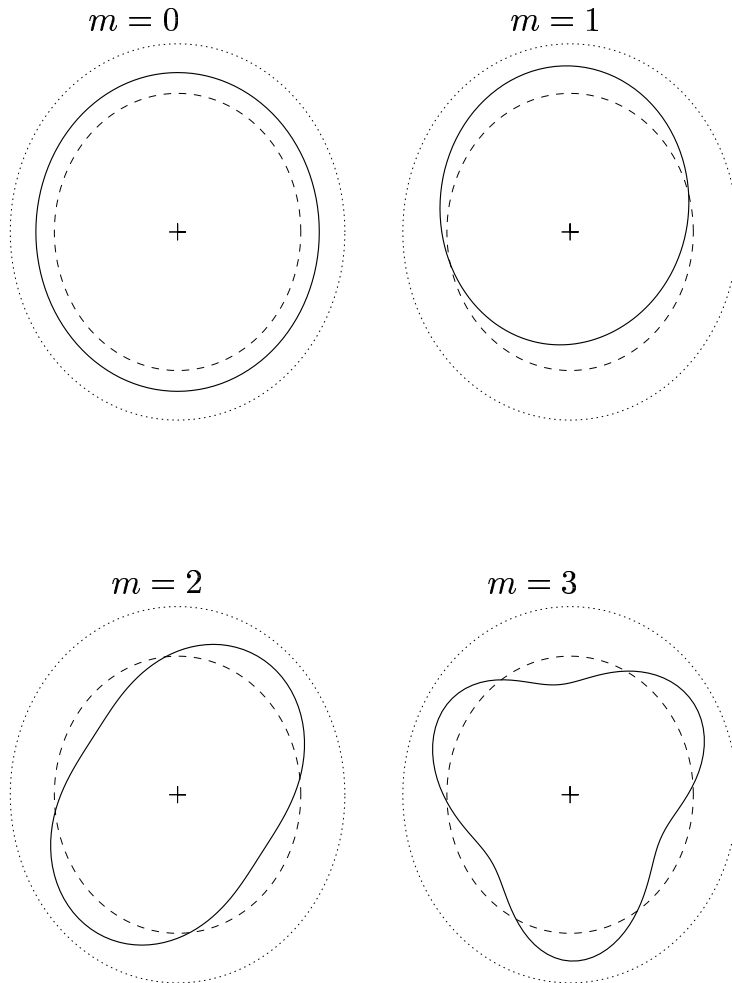 m = 0
m = 1
m = 2
m = 3